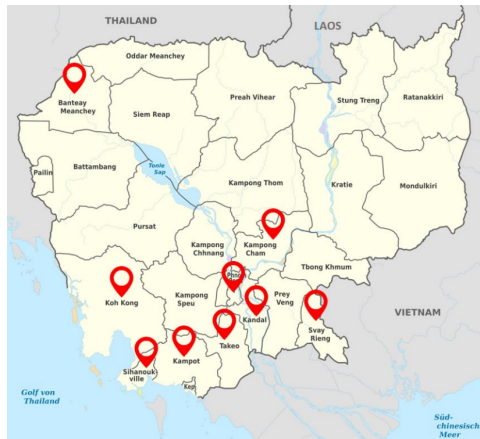 THAILAND
LAOS
Oddar Meanchey
Banteay
Meanchey
Siem Reap
Preah Vihear
Stung Treng
Ratanakkiri
Pailin
Battambang
Tonle
Sap
Kampong Thom
Kratie
Mondulkiri
Pursat
Kampong
Chhnang
Kampong
Cham
Tbong Khmum
Koh Kong
Kampong
Speu
Prey
Veng
Kandal
Svay
Rieng
VIETNAM
Takeo
Kampot
Sihanouk
ville
Kep
Golf von
Thailand
Süd-
chinesisches
Meer